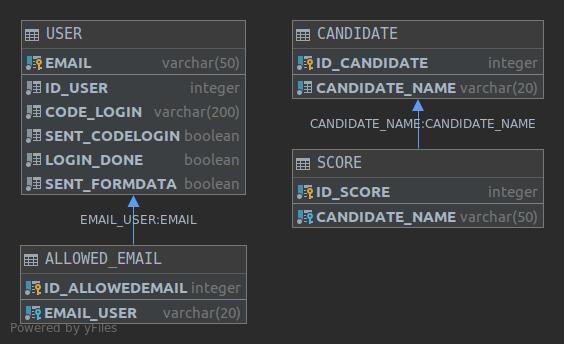 USER
EMAIL varchar(50)
ID_USER integer
CODE_LOGIN varchar(200)
SENT_CODELOGIN boolean
LOGIN_DONE boolean
SENT_FORMDATA boolean
EMAIL_USER:EMAIL
ALLOWED_EMAIL
ID_ALLOWEDEMAIL integer
EMAIL_USER varchar(20)
Powered by yFiles
CANDIDATE
ID_CANDIDATE integer
CANDIDATE_NAME varchar(20)
CANDIDATE_NAME:CANDIDATE_NAME
SCORE
ID_SCORE integer
CANDIDATE_NAME varchar(50)